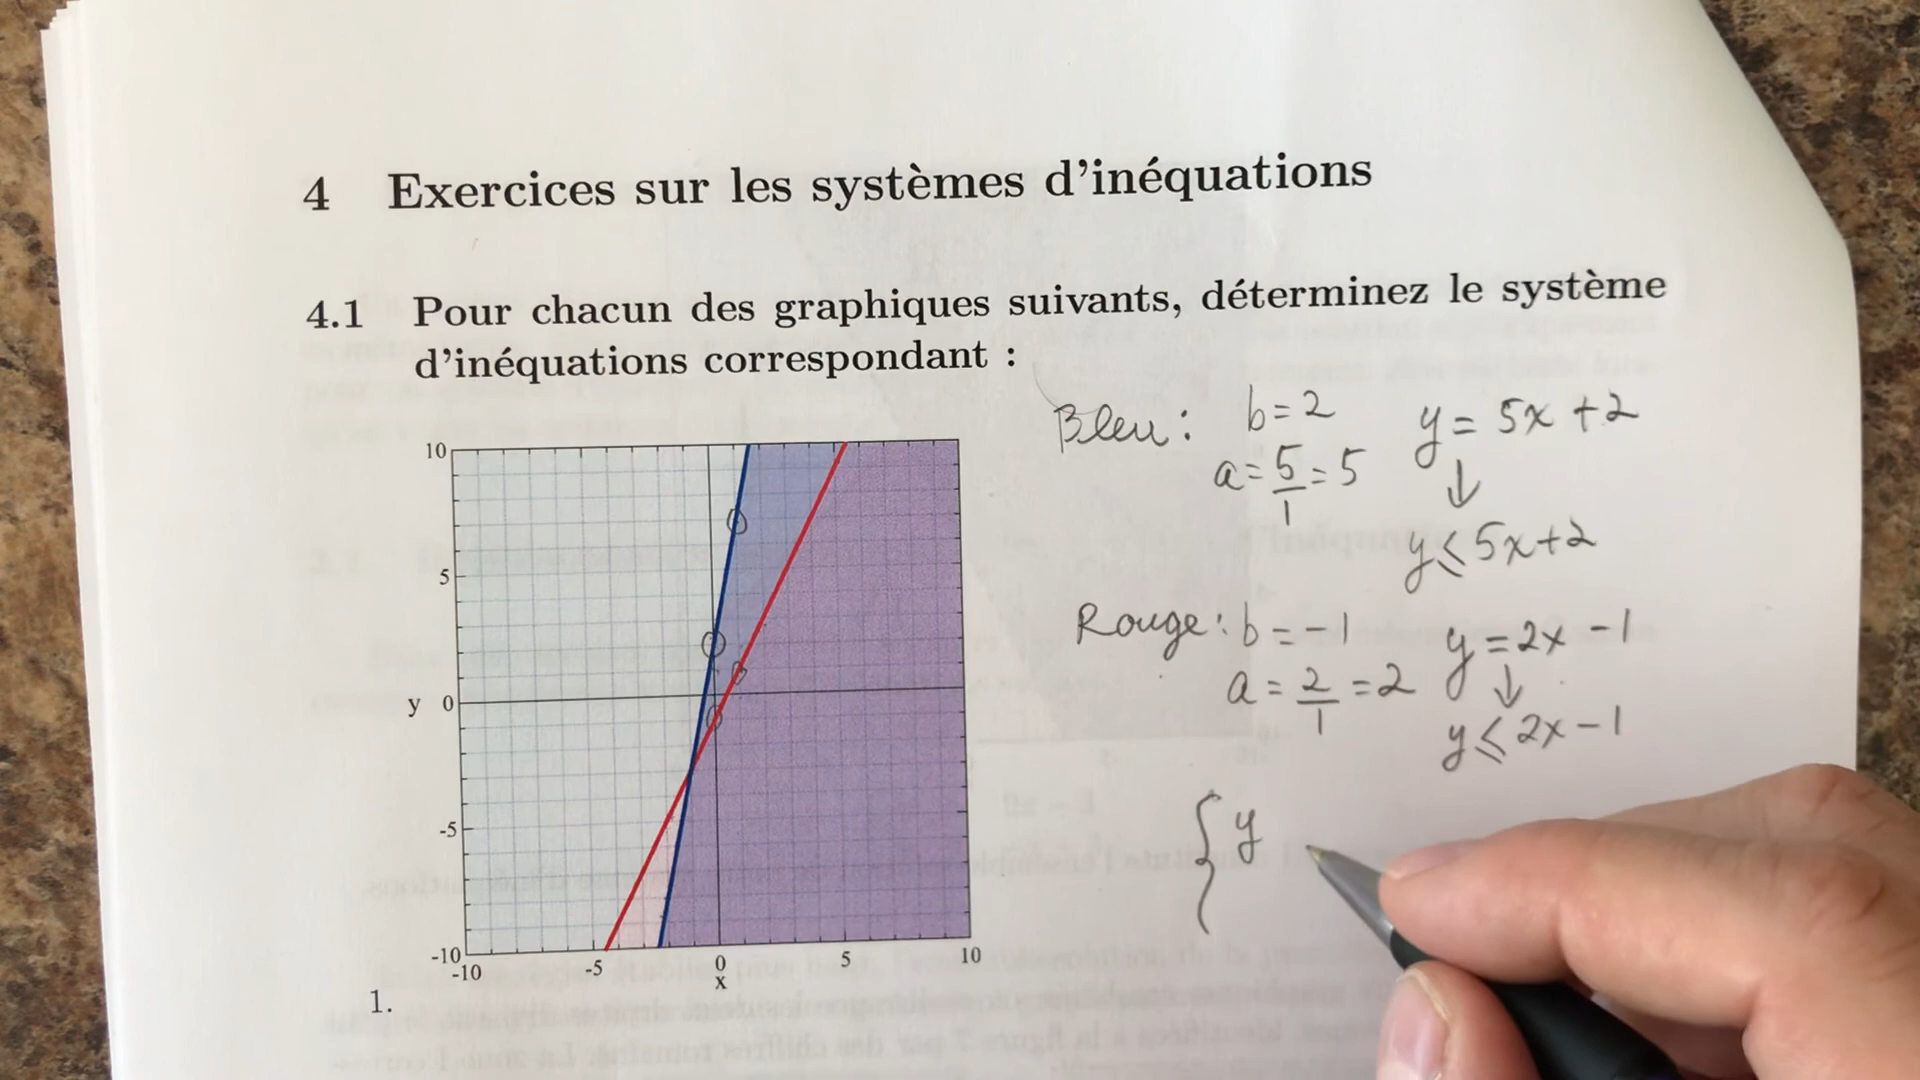 4 Exercices sur les systèmes d'inéquations
4.1 Pour chacun des graphiques suivants, déterminez le système
d'inéquations correspondant :
Bleu: b=2 y = 5x +2
a = 5/1 = 5 ↓
y ⩽ 5x+2
Rouge: b = -1 y = 2x - 1
a = 2/1 = 2 ↓
y ⩽ 2x - 1
{ y
10
5
y 0
-5
-10
-10 -5 0 5 10
x
1.